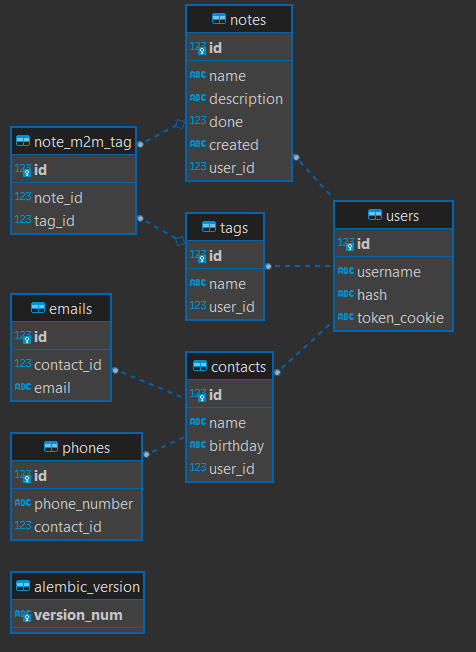 notes
123 id
ABC name
ABC description
123 done
ABC created
123 user_id
note_m2m_tag
123 id
123 note_id
123 tag_id
tags
123 id
ABC name
123 user_id
users
123 id
ABC username
ABC hash
ABC token_cookie
emails
123 id
123 contact_id
ABC email
contacts
123 id
ABC name
ABC birthday
123 user_id
phones
123 id
ABC phone_number
123 contact_id
alembic_version
ABC version_num